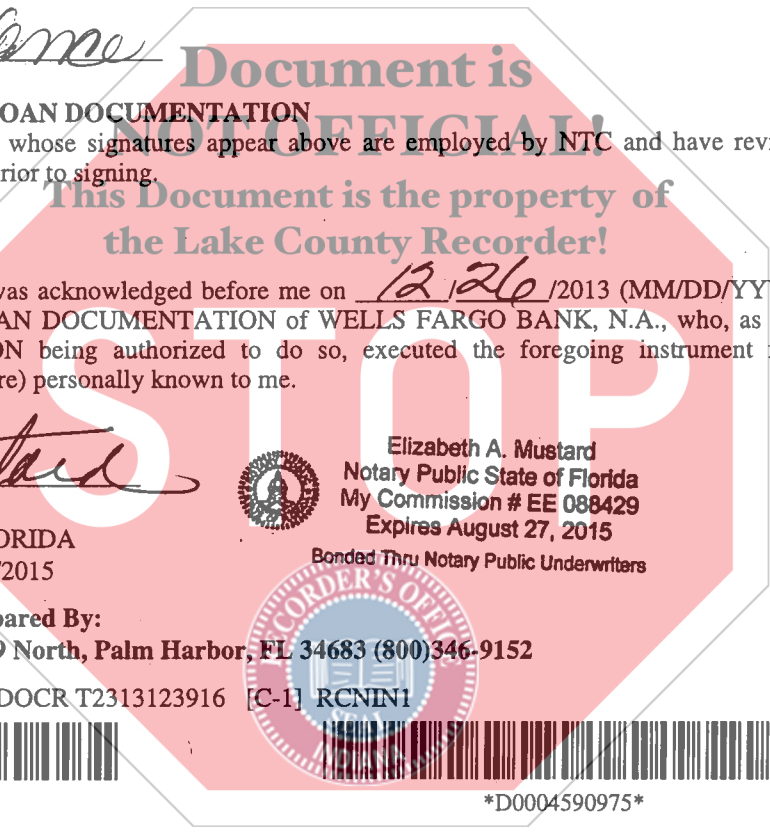 Document is
OAN DOCUMENTATION
NOT OFFICIAL!
whose signatures appear above are employed by NTC and have rev
rior to signing.
This Document is the property of
the Lake County Recorder!
was acknowledged before me on 12/26/2013 (MM/DD/YY
AN DOCUMENTATION of WELLS FARGO BANK, N.A., who, as
ON being authorized to do so, executed the foregoing instrument
re) personally known to me.
STOP
Elizabeth A. Mustard
Notary Public State of Florida
My Commission # EE 088429
Expires August 27, 2015
Bonded Thru Notary Public Underwriters
ORIDA
/2015
pared By:
9 North, Palm Harbor, FL 34683 (800)346-9152
DOCR T2313123916 [C-1] RCNIN1
RECORDER'S OFFICE
SEAL
INDIANA
*D0004590975*